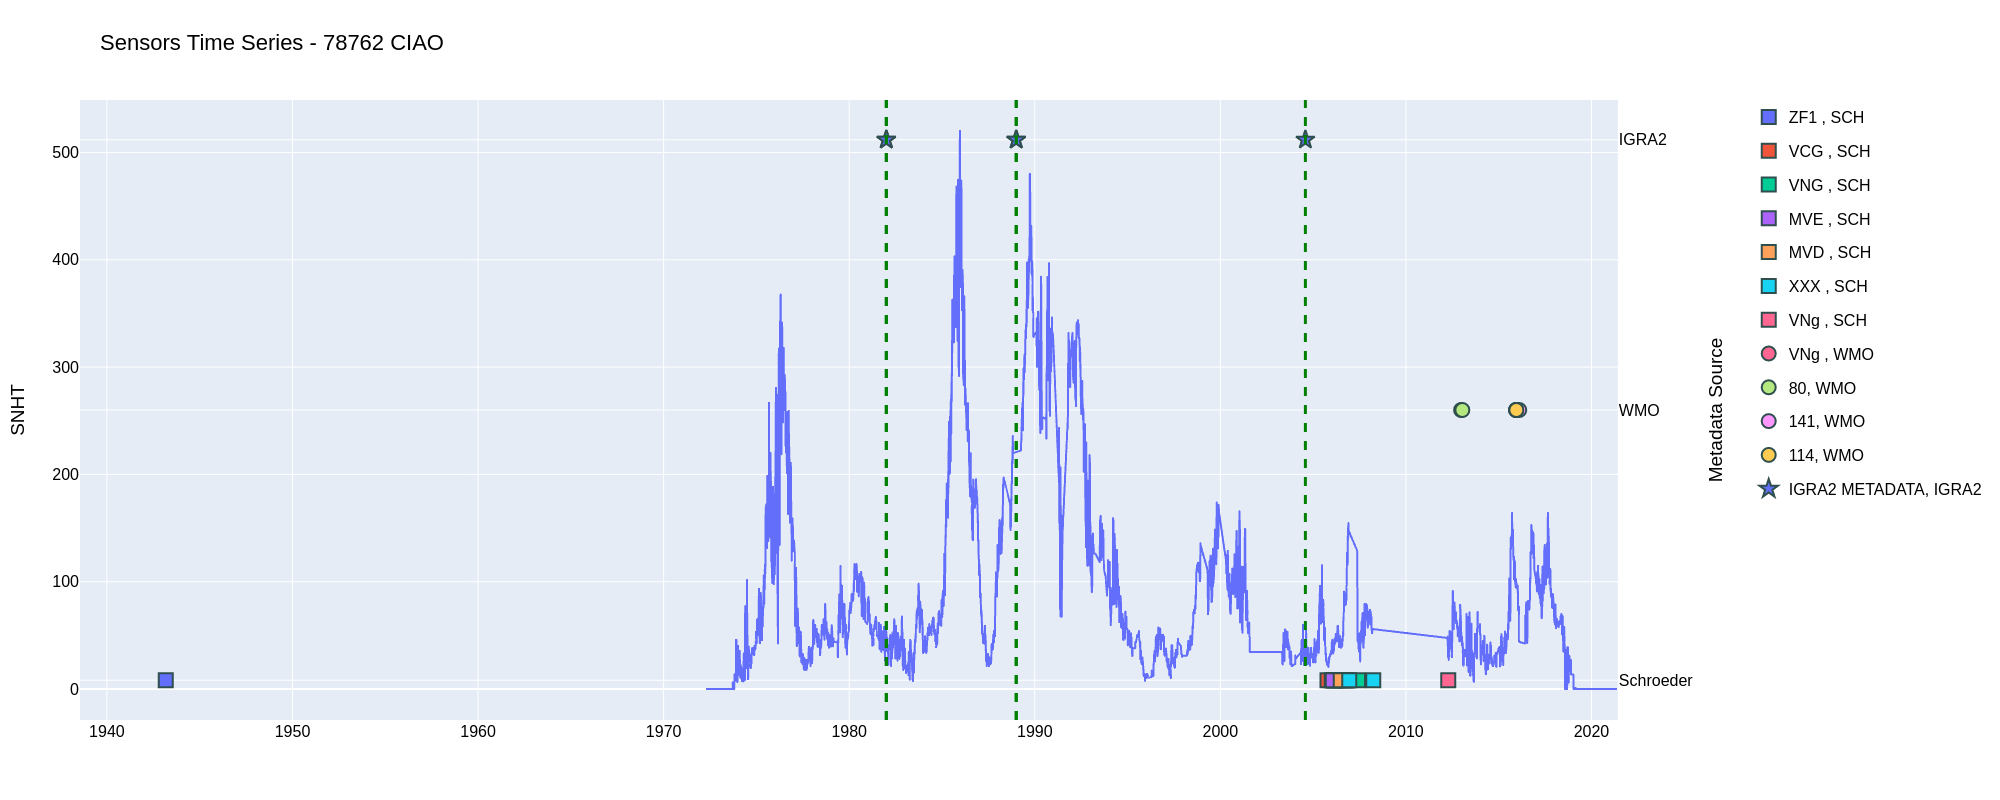 Sensors Time Series - 78762 CIAO
SNHT
500
400
300
200
100
0
1940
1950
1960
1970
1980
1990
2000
2010
2020
IGRA2
WMO
Schroeder
Metadata Source
ZF1 , SCH
VCG , SCH
VNG , SCH
MVE , SCH
MVD , SCH
XXX , SCH
VNg , SCH
VNg , WMO
80, WMO
141, WMO
114, WMO
IGRA2 METADATA, IGRA2